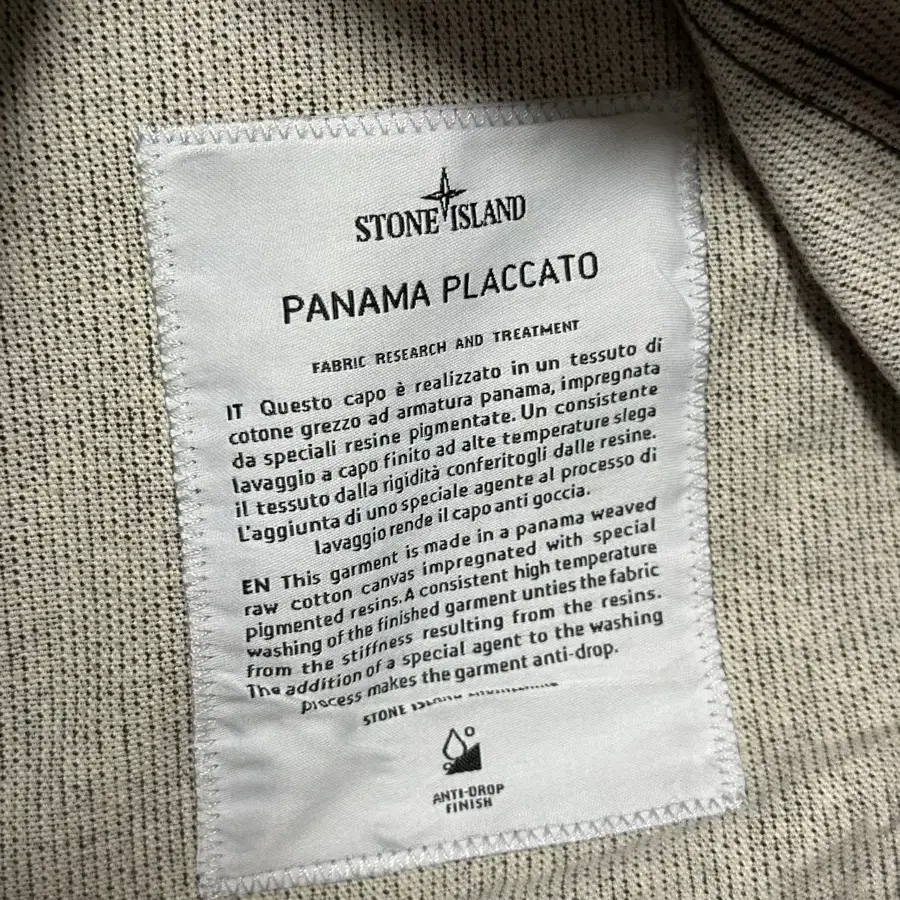 STONE ISLAND
PANAMA PLACCATO
FABRIC RESEARCH AND TREATMENT
IT Questo capo è realizzato in un tessuto di
cotone grezzo ad armatura panama, impregnata
da speciali resine pigmentate. Un consistente
lavaggio a capo finito ad alte temperature slega
il tessuto dalla rigidità conferitogli dalle resine.
L'aggiunta di uno speciale agente al processo di
lavaggio rende il capo anti goccia.
EN This garment is made in a panama weaved
raw cotton canvas impregnated with special
pigmented resins. A consistent high temperature
washing of the finished garment unties the fabric
from the stiffness resulting from the resins.
The addition of a special agent to the washing
process makes the garment anti-drop.
STONE
ANTI-DROP
FINISH